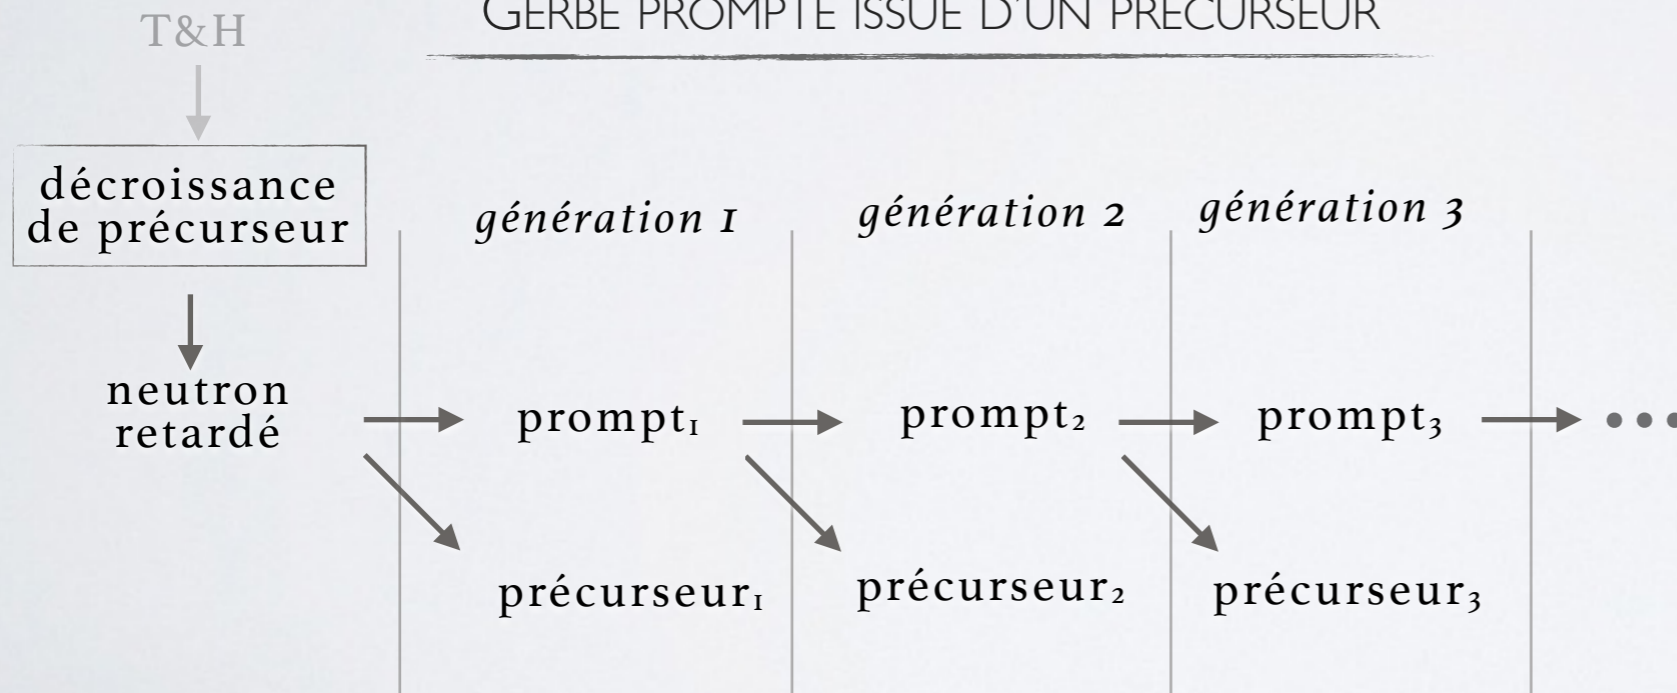 T&H
GERBE PROMPTE ISSUE D'UN PRÉCURSEUR
décroissance
de précurseur
génération 1
génération 2
génération 3
neutron
retardé
prompt₁
prompt₂
prompt₃
précurseur₁
précurseur₂
précurseur₃